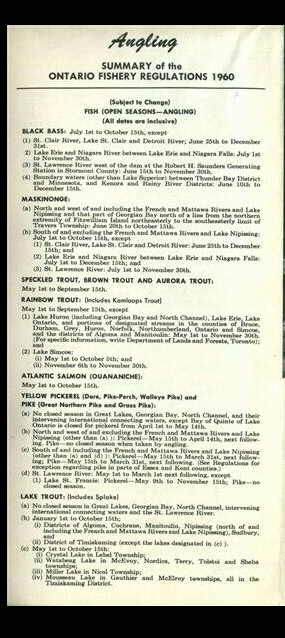 Angling
SUMMARY of the
ONTARIO FISHERY REGULATIONS 1960
(Subject to Change)
FISH (OPEN SEASONS—ANGLING)
(All dates are inclusive)
BLACK BASS: July 1st to October 15th, except
(1) St. Clair River, Lake St. Clair and Detroit River; June 25th to December
31st.
(2) Lake Erie and Niagara River between Lake Erie and Niagara Falls: July 1st
to November 30th.
(3) St. Lawrence River west of the dam at the Robert H. Saunders Generating
Station in Stormont County: June 15th to November 30th.
(4) Boundary waters (other than Lake Superior) between Thunder Bay District
and Minnesota, and Kenora and Rainy River Districts: June 10th to
December 15th.
MASKINONGE:
(a) North and west of and including the French and Mattawa Rivers and Lake
Nipissing and that part of Georgian Bay north of a line from the northern
extremity of Fitzwilliam Island northeasterly to the southeasterly limit of
Travers Township: June 20th to October 15th.
(b) South of and excluding the French and Mattawa Rivers and Lake Nipissing:
July 1st to October 15th, except
(1) St. Clair River, Lake St. Clair and Detroit River: June 25th to December
15th; and
(2) Lake Erie and Niagara River between Lake Erie and Niagara Falls:
July 1st to December 15th; and
(3) St. Lawrence River: July 1st to November 30th.
SPECKLED TROUT, BROWN TROUT AND AURORA TROUT:
May 1st to September 15th.
RAINBOW TROUT: (Includes Kamloops Trout)
May 1st to September 15th, except
(1) Lake Huron (including Georgian Bay and North Channel), Lake Erie, Lake
Ontario, and portions of designated streams in the counties of Bruce,
Durham, Grey, Huron, Norfolk, Northumberland, Ontario and Simcoe,
and the districts of Algoma and Manitoulin: May 1st to November 30th.
(For specific information, write Department of Lands and Forests, Toronto);
and
(2) Lake Simcoe:
(i) May 1st to October 5th; and
(ii) November 6th to November 30th.
ATLANTIC SALMON (OUANANICHE):
May 1st to October 15th.
YELLOW PICKEREL (Dore, Pike-Perch, Walleye Pike) and
PIKE (Great Northern Pike and Grass Pike):
(a) No closed season in Great Lakes, Georgian Bay, North Channel, and their
intervening international connecting waters, except Bay of Quinte of Lake
Ontario is closed for pickerel from April 1st to May 14th.
(b) North and west of and excluding the French and Mattawa Rivers and Lake
Nipissing (other than (a) ): Pickerel—May 15th to April 14th, next follow-
ing. Pike—no closed season when taken by angling.
(c) South of and including the French and Mattawa Rivers and Lake Nipissing
(other than (a) and (d) ): Pickerel—May 15th to March 31st, next follow-
ing; Pike—May 15th to March 31st, next following. (See Regulations for
exception regarding pike in parts of Essex and Kent counties.)
(d) St. Lawrence River: May 1st to March 1st next following, except
(1) Lake St. Francis: Pickerel—May 9th to November 15th; Pike—no
closed season.
LAKE TROUT: (Includes Splake)
(a) No closed season in Great Lakes, Georgian Bay, North Channel, intervening
international connecting waters and the St. Lawrence River.
(b) January 1st to October 15th;
(i) Districts of Algoma, Cochrane, Manitoulin, Nipissing (north of and
including the French and Mattawa Rivers and Lake Nipissing), Sudbury,
and
(ii) District of Timiskaming (except the lakes designated in (c) ).
(c) May 1st to October 15th:
(i) Crystal Lake in Lebel Township;
(ii) Watabeag Lake in McEvoy, Nordica, Terry, Tolstoi and Sheba
townships;
(iii) Miller Lake in Nicol Township;
(iv) Mousseau Lake in Gauthier and McElroy townships, all in the
Timiskaming District.